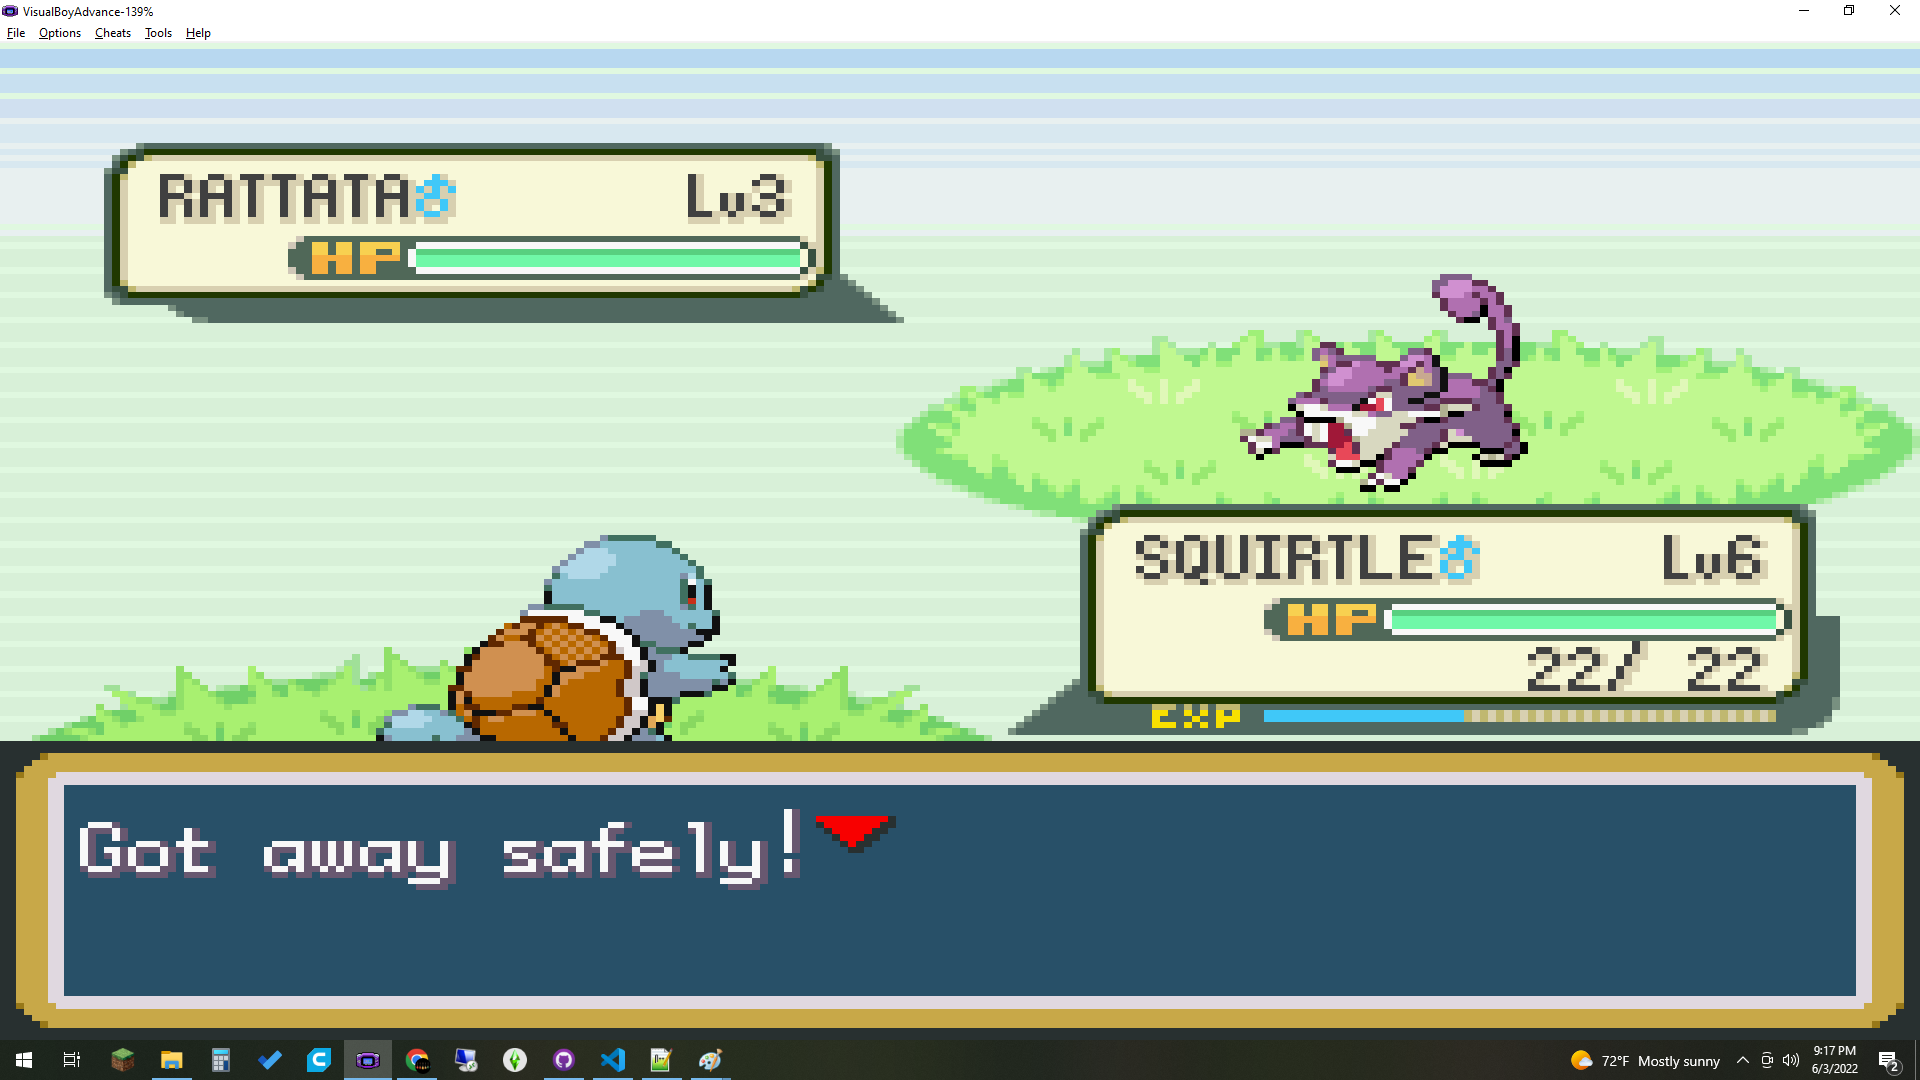 VisualBoyAdvance-139%
File Options Cheats Tools Help
RATTATA♂ Lv3
HP
SQUIRTLE♂ Lv6
HP
22/ 22
EXP
Got away safely!
72°F Mostly sunny
9:17 PM
6/3/2022
2